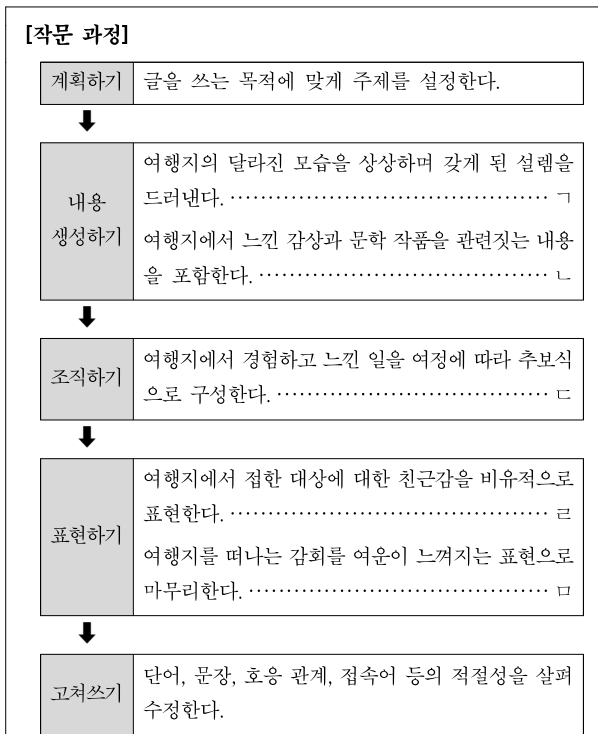 [작문 과정]
계획하기
글을 쓰는 목적에 맞게 주제를 설정한다.
내용
생성하기
여행지의 달라진 모습을 상상하며 갖게 된 설렘을
드러낸다. ········································ ㄱ
여행지에서 느낀 감상과 문학 작품을 관련짓는 내용
을 포함한다. ···································· ㄴ
조직하기
여행지에서 경험하고 느낀 일을 여정에 따라 추보식
으로 구성한다. ·································· ㄷ
표현하기
여행지에서 접한 대상에 대한 친근감을 비유적으로
표현한다. ········································ ㄹ
여행지를 떠나는 감회를 여운이 느껴지는 표현으로
마무리한다. ······································ ㅁ
고쳐쓰기
단어, 문장, 호응 관계, 접속어 등의 적절성을 살펴
수정한다.